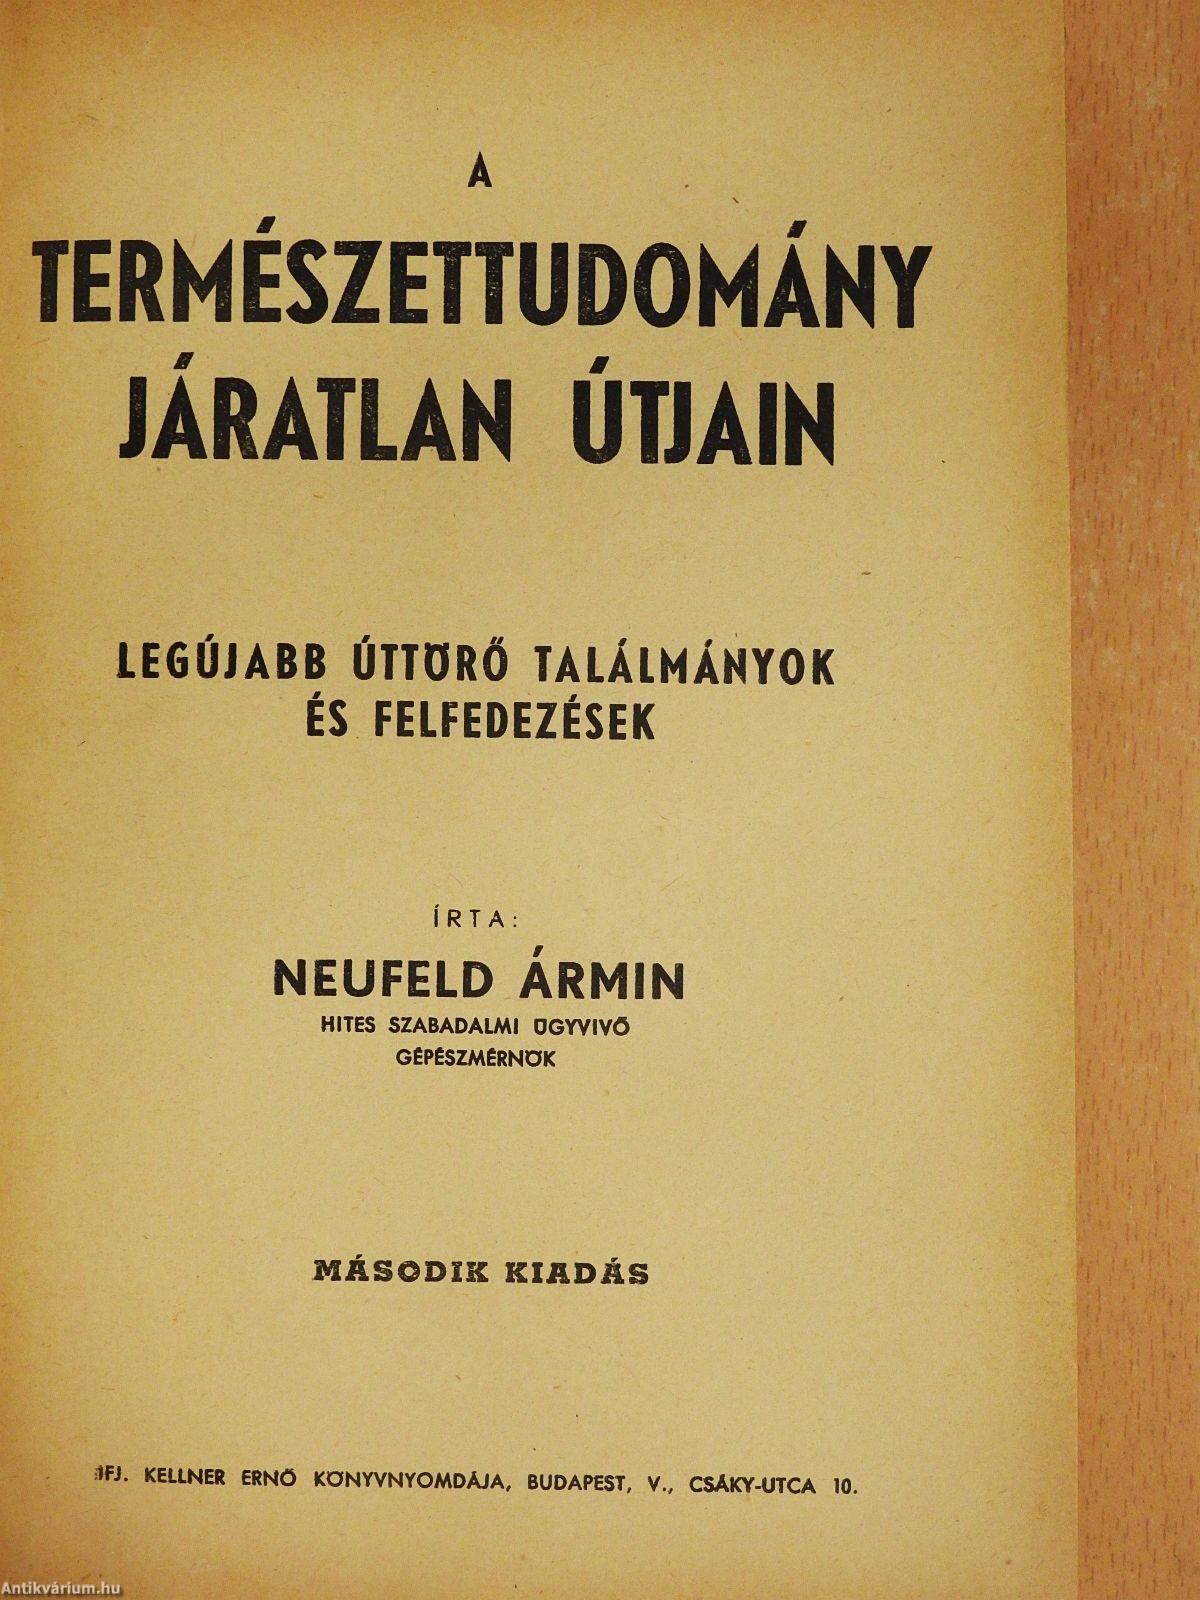 A
TERMÉSZETTUDOMÁNY
JÁRATLAN ÚTJAIN
LEGÚJABB ÚTTÖRŐ TALÁLMÁNYOK
ÉS FELFEDEZÉSEK
ÍRTA:
NEUFELD ÁRMIN
HITES SZABADALMI ÜGYVIVŐ
GÉPÉSZMÉRNÖK
MÁSODIK KIADÁS
IFJ. KELLNER ERNŐ KÖNYVNYOMDÁJA, BUDAPEST, V., CSÁKY-UTCA 10.
Antikvárium.hu